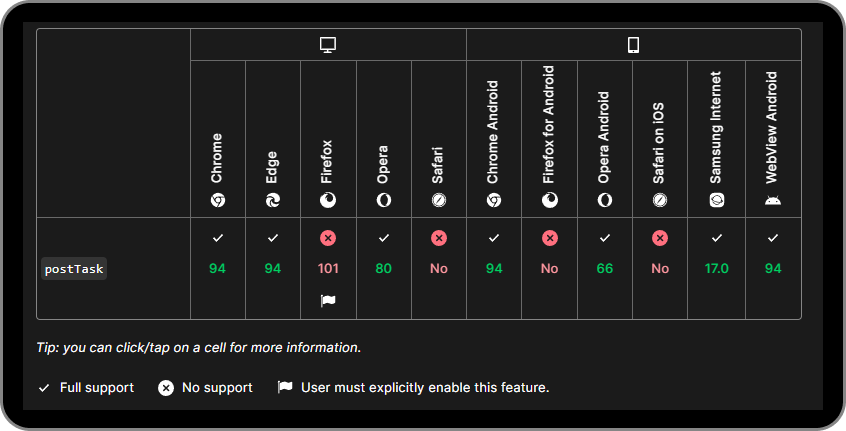 Chrome
Edge
Firefox
Opera
Safari
Chrome Android
Firefox for Android
Opera Android
Safari on iOS
Samsung Internet
WebView Android
postTask 94 94 101 80 No 94 No 66 No 17.0 94
Tip: you can click/tap on a cell for more information.
Full support No support User must explicitly enable this feature.